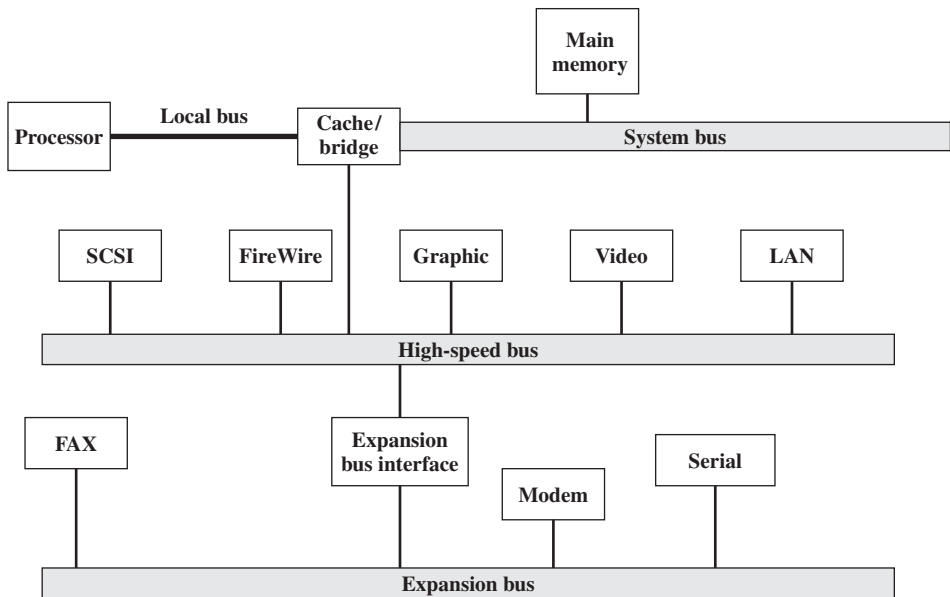 Main
memory
Local bus
Processor
Cache/
bridge
System bus
SCSI
FireWire
Graphic
Video
LAN
High-speed bus
FAX
Expansion
bus interface
Modem
Serial
Expansion bus